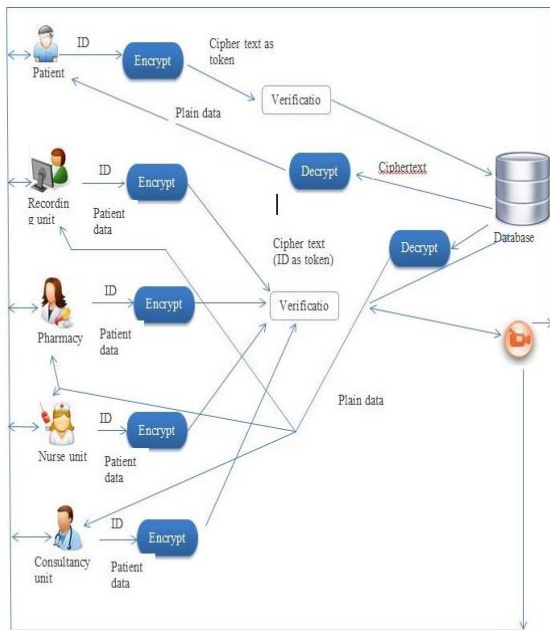 ID
Encrypt
Cipher text as
token
Patient
Verificatio
Plain data
Decrypt
Ciphertext
ID
Encrypt
Recordin
g unit
Patient
data
Database
Cipher text
(ID as token)
Decrypt
ID
Encrypt
Verificatio
Pharmacy
Patient
data
Plain data
ID
Encrypt
Nurse unit
Patient
data
ID
Encrypt
Consultancy
unit
Patient
data